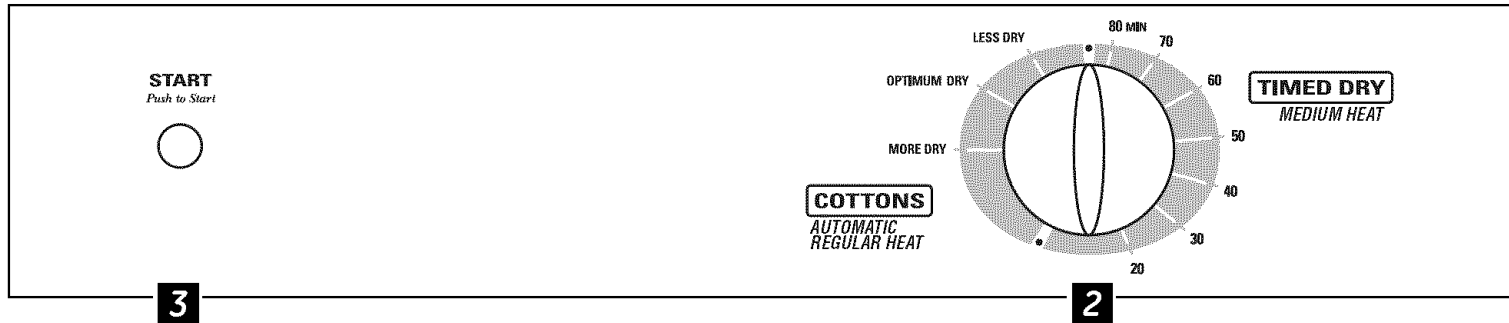 START
Push to Start
LESS DRY
OPTIMUM DRY
MORE DRY
COTTONS
AUTOMATIC
REGULAR HEAT
80 MIN
70
60
50
40
30
20
TIMED DRY
MEDIUM HEAT
3
2